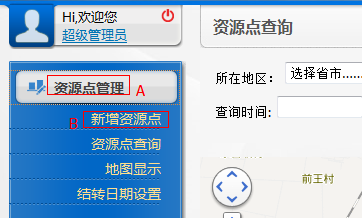 Hi,欢迎您
超级管理员
资源点管理
A
B
新增资源点
资源点查询
地图显示
结转日期设置
资源点查询
所在地区：
选择省市......
查询时间:
前王村